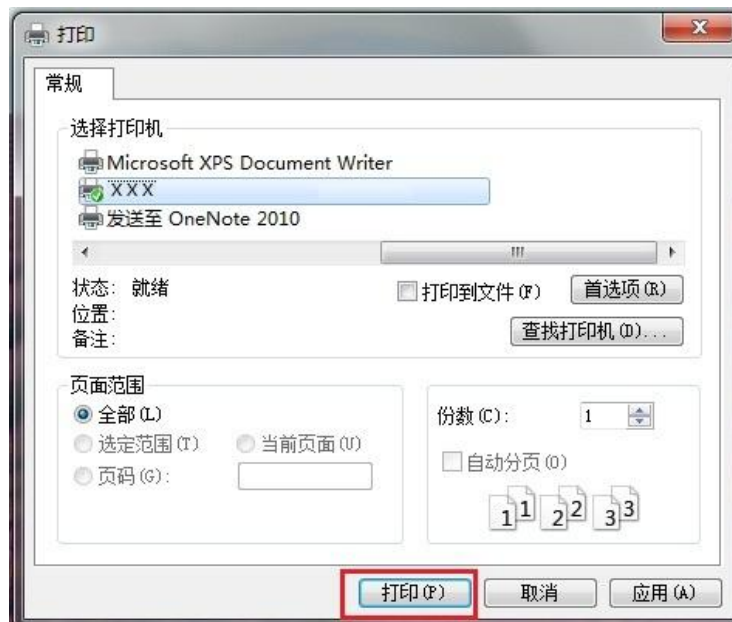 打印
常规
选择打印机
Microsoft XPS Document Writer
XXX
发送至 OneNote 2010
状态: 就绪
打印到文件(F)
首选项(R)
位置:
查找打印机(D)...
备注:
页面范围
全部(L)
份数(C): 1
选定范围(T)
当前页面(U)
自动分页(O)
页码(G):
1 1 2 2 3 3
打印(P)
取消
应用(A)